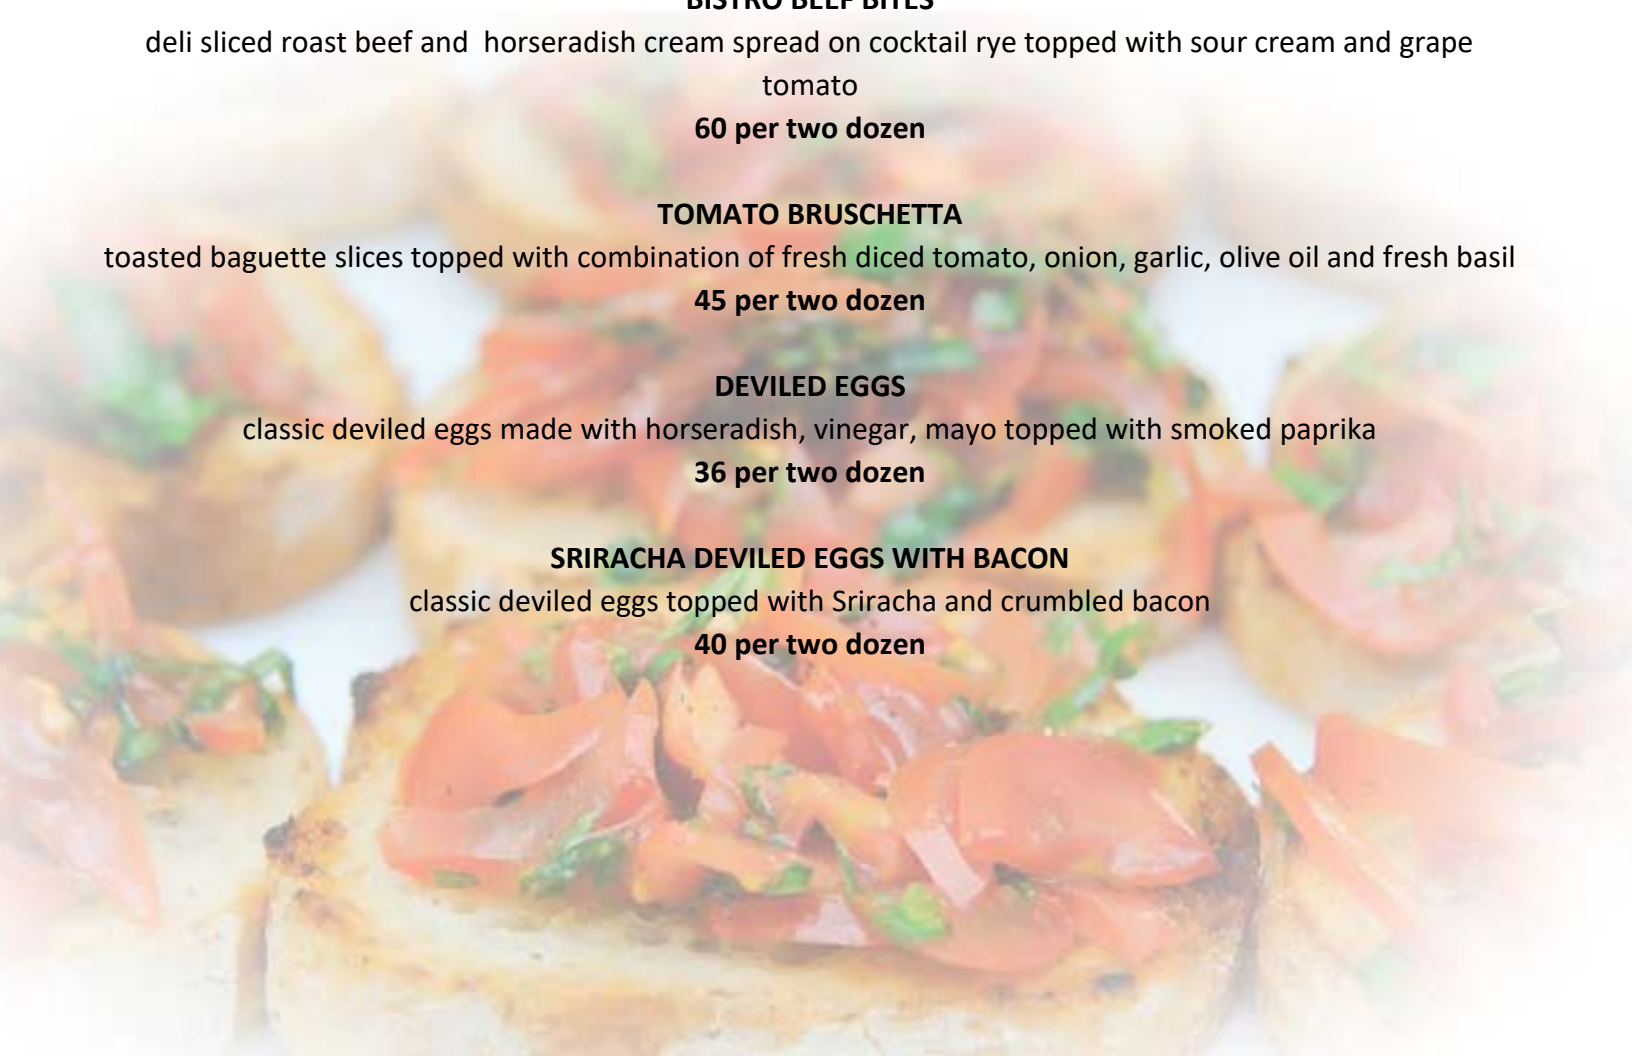 BISTRO BEEF BITES
deli sliced roast beef and  horseradish cream spread on cocktail rye topped with sour cream and grape
tomato
60 per two dozen
TOMATO BRUSCHETTA
toasted baguette slices topped with combination of fresh diced tomato, onion, garlic, olive oil and fresh basil
45 per two dozen
DEVILED EGGS
classic deviled eggs made with horseradish, vinegar, mayo topped with smoked paprika
36 per two dozen
SRIRACHA DEVILED EGGS WITH BACON
classic deviled eggs topped with Sriracha and crumbled bacon
40 per two dozen